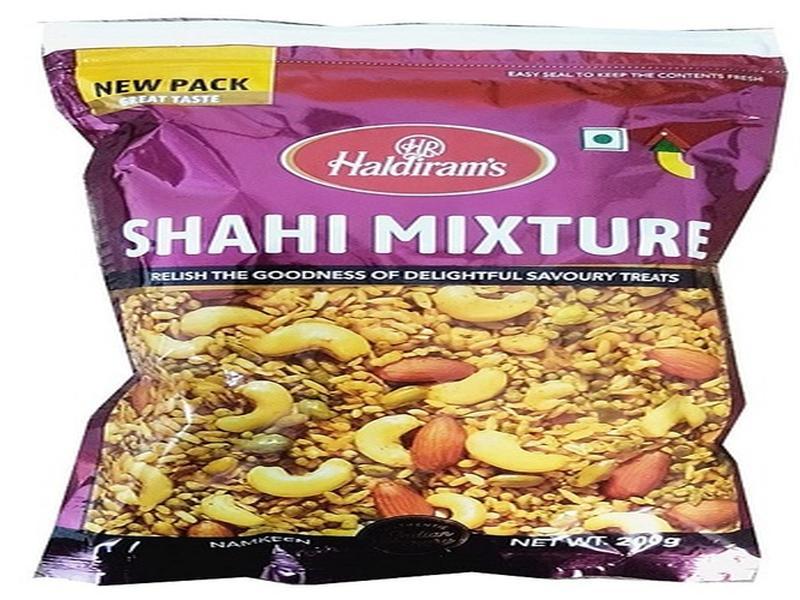 NEW PACK
GREAT TASTE
EASY SEAL TO KEEP THE CONTENTS FRESH
HR
Haldiram's
SHAHI MIXTURE
RELISH THE GOODNESS OF DELIGHTFUL SAVOURY TREATS
NAMKEEN
NET WT. 200g